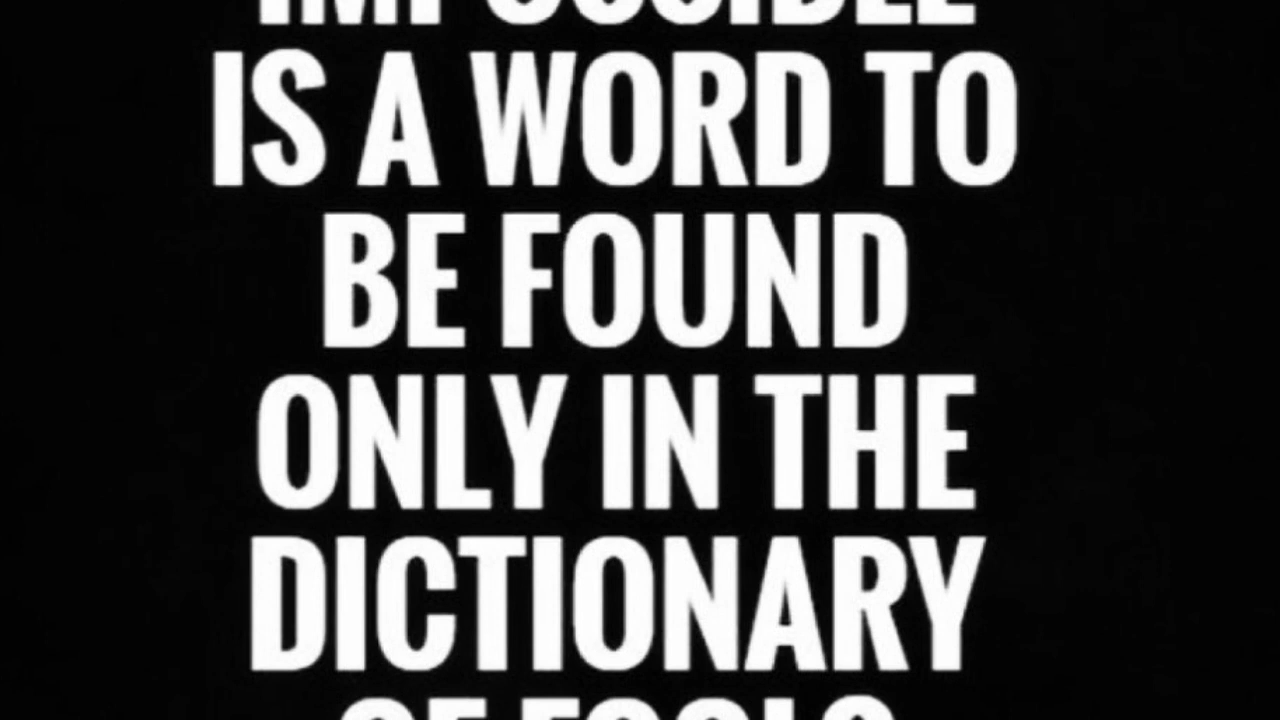 IMPOSSIBLE
IS A WORD TO
BE FOUND
ONLY IN THE
DICTIONARY
OF FOOLS